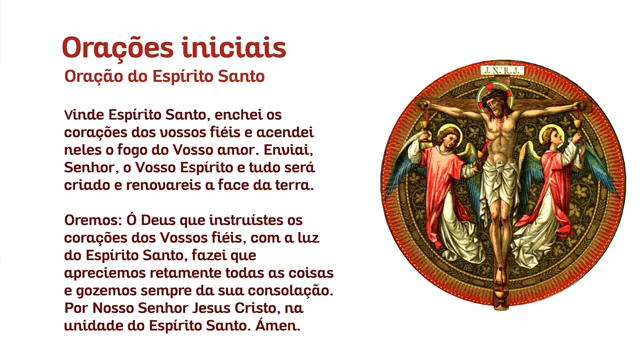 Orações iniciais
Oração do Espírito Santo
Vinde Espírito Santo, enchei os
corações dos vossos fiéis e acendei
neles o fogo do Vosso amor. Enviai,
Senhor, o Vosso Espírito e tudo será
criado e renovareis a face da terra.
Oremos: Ó Deus que instruístes os
corações dos Vossos fiéis, com a luz
do Espírito Santo, fazei que
apreciemos retamente todas as coisas
e gozemos sempre da sua consolação.
Por Nosso Senhor Jesus Cristo, na
unidade do Espírito Santo. Ámen.
J.N.R.J.